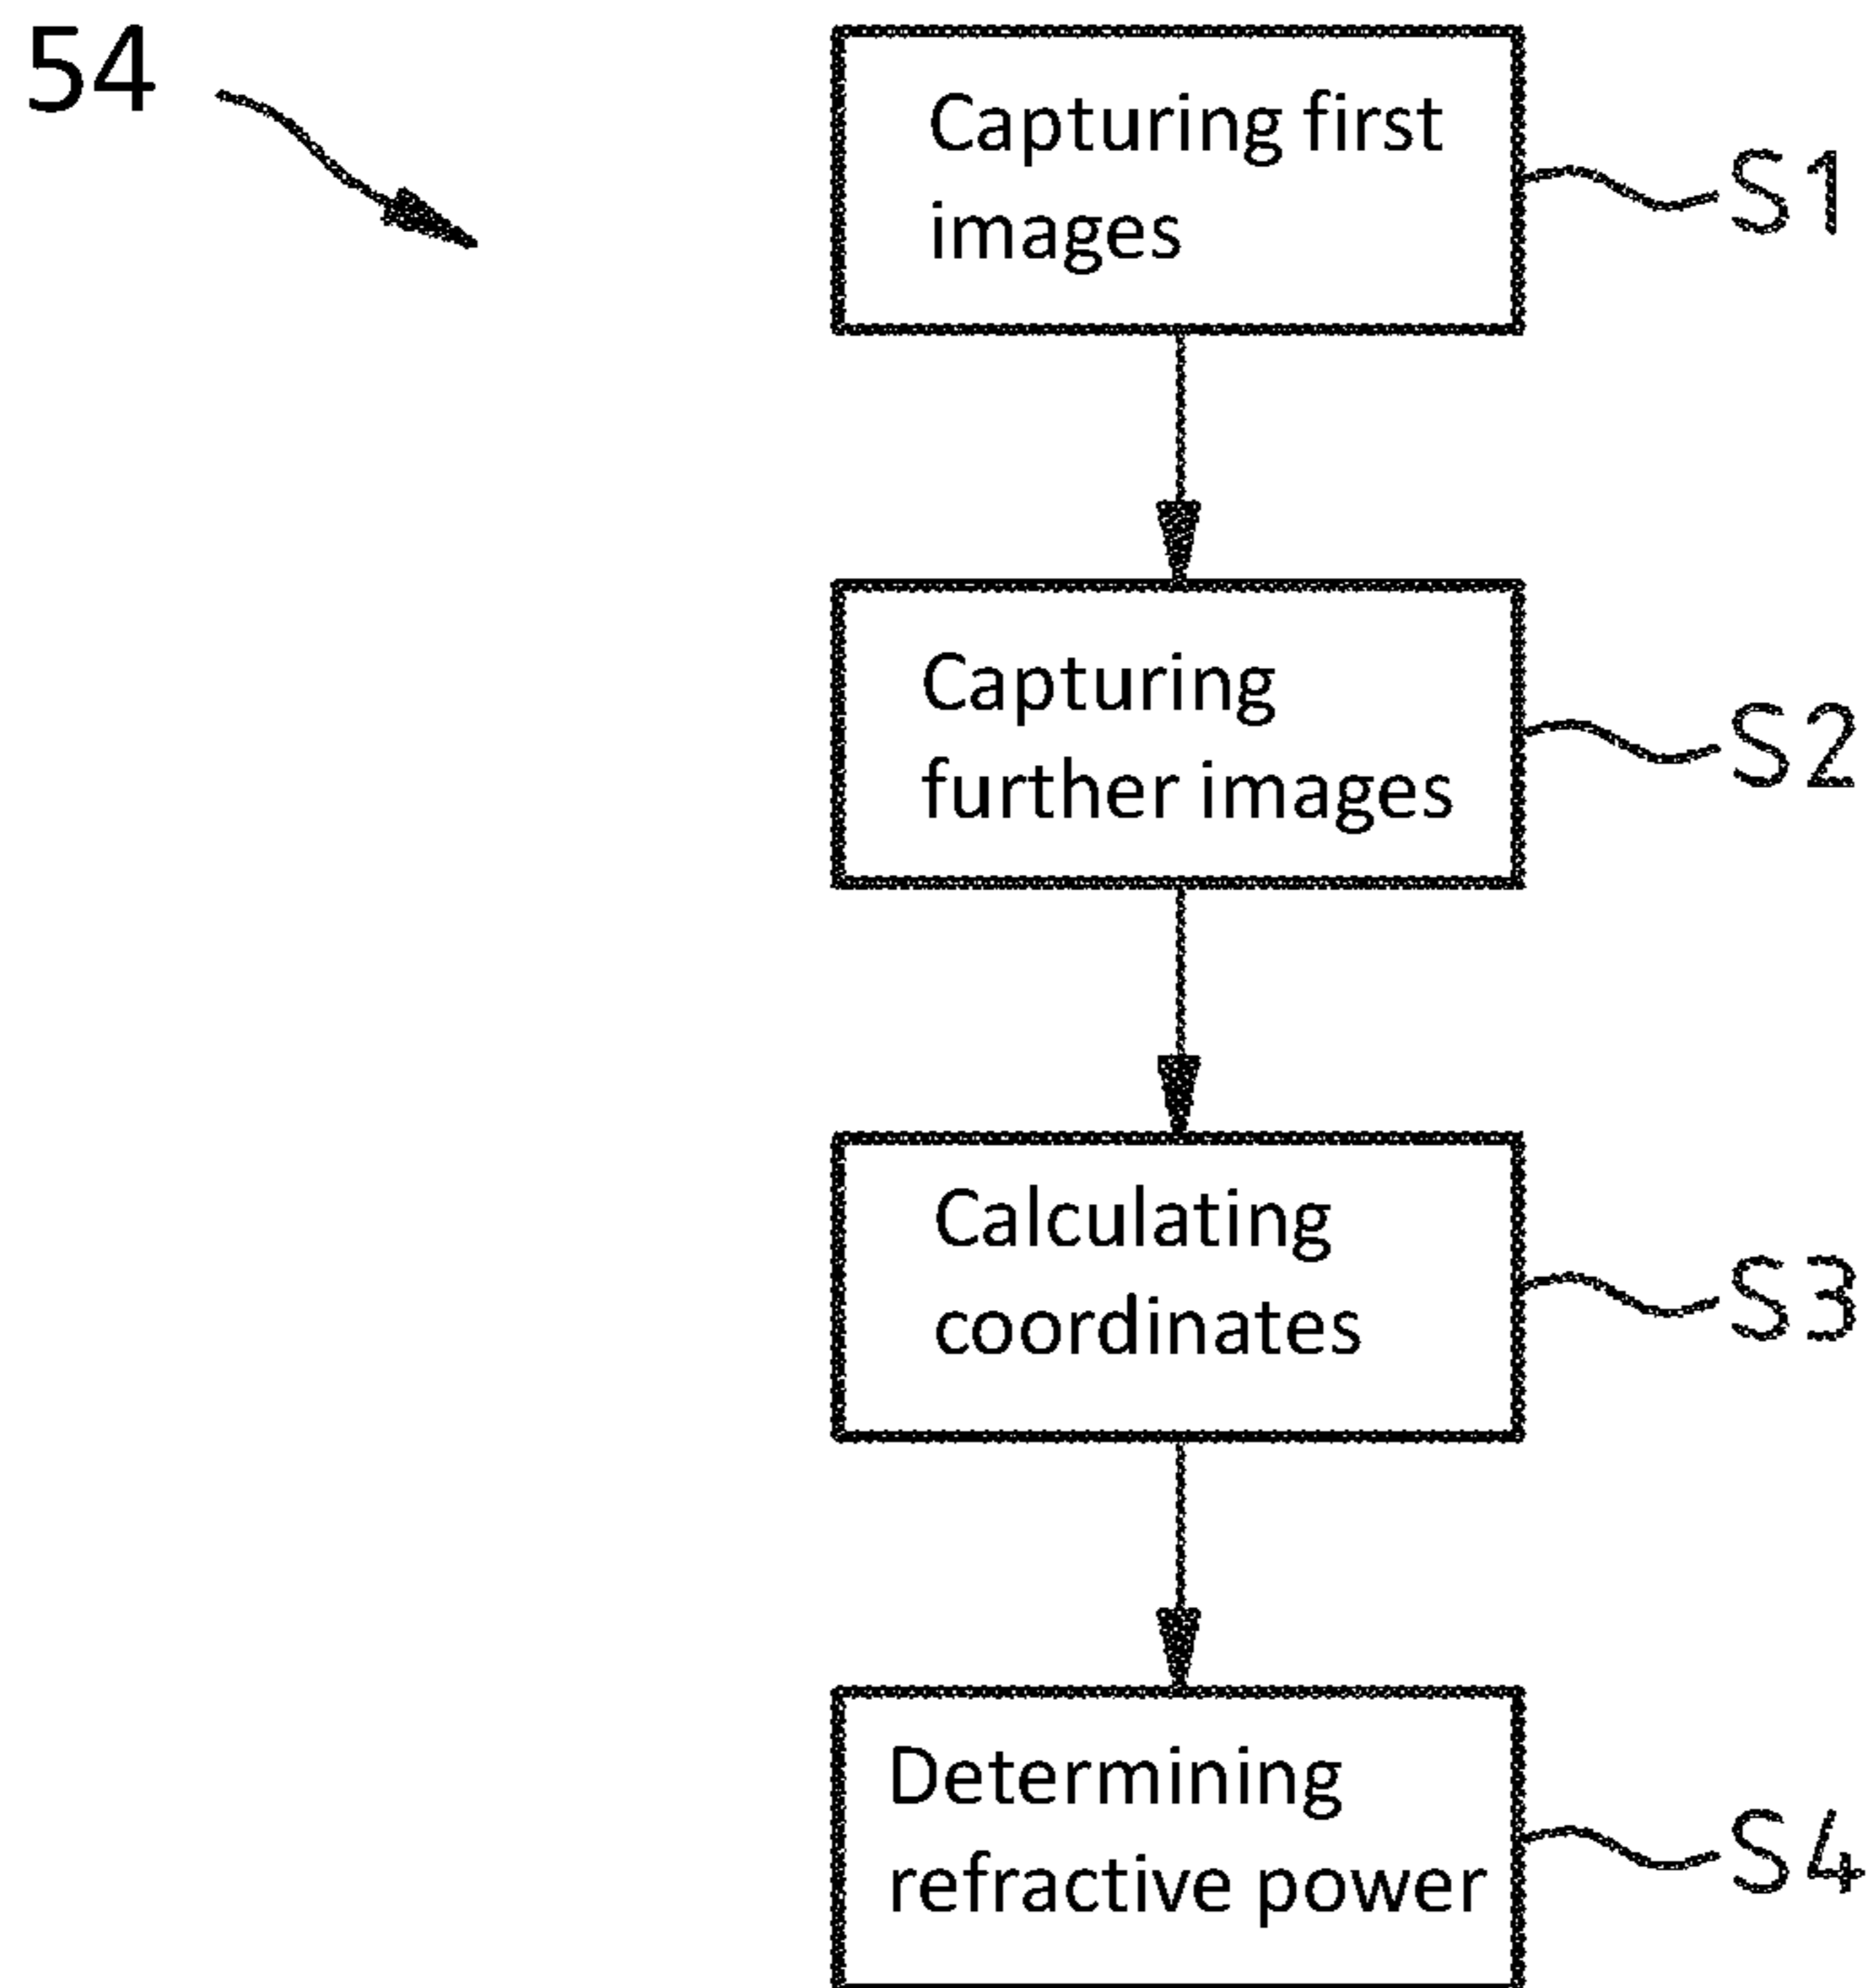 54
Capturing first
images
S1
Capturing
further images
S2
Calculating
coordinates
S3
Determining
refractive power
S4